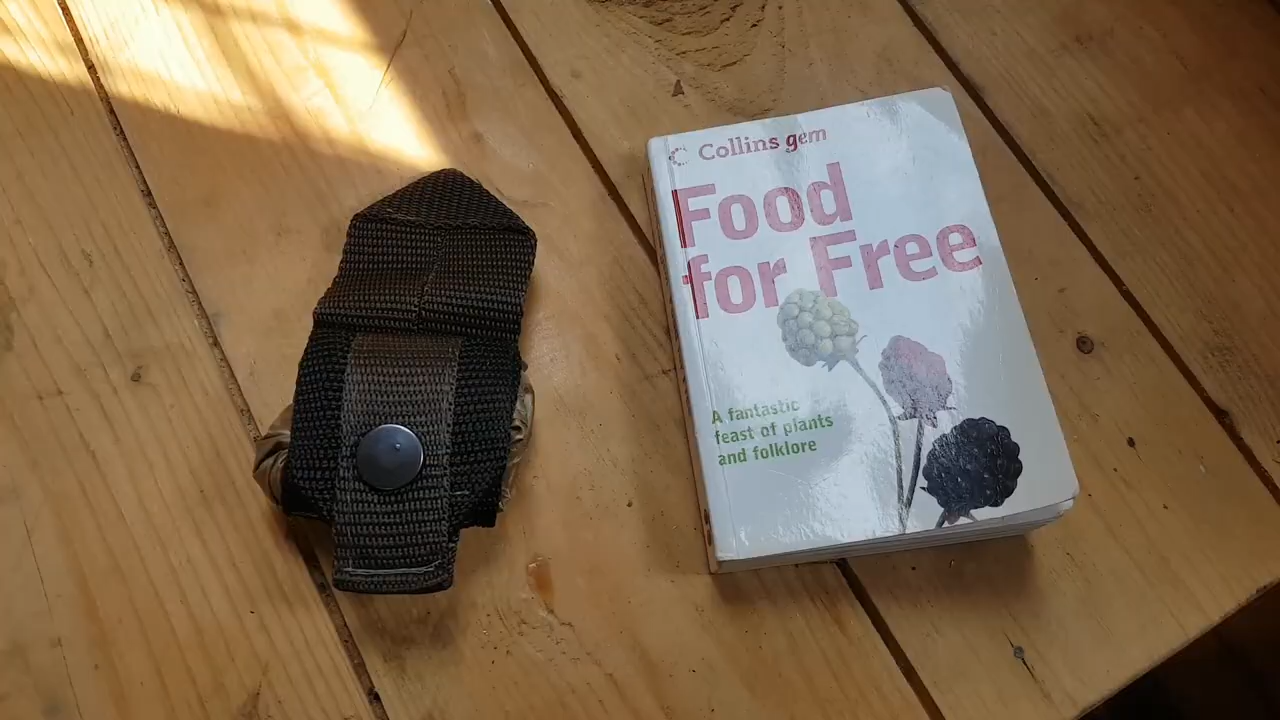 Collins gem
Food
for Free
A fantastic
feast of plants
and folklore